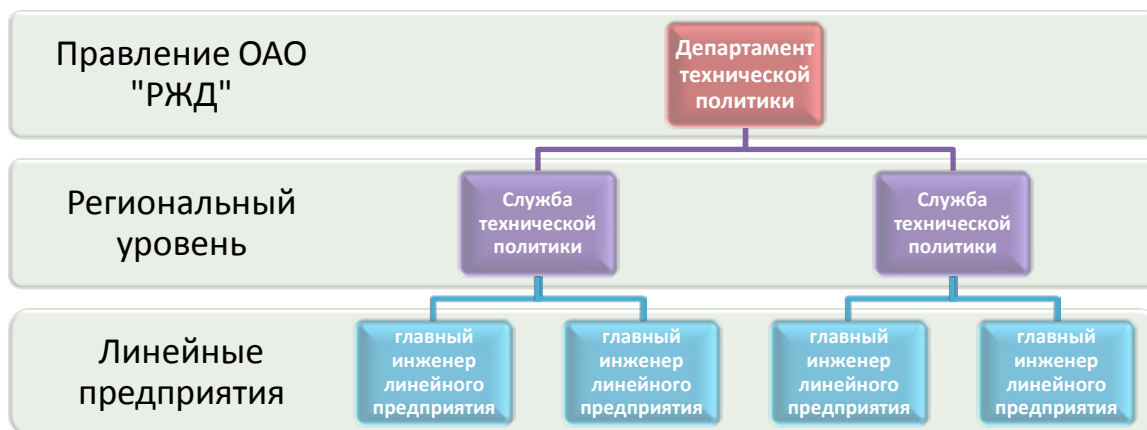 Правление ОАО
"РЖД"
Департамент
технической
политики
Региональный
уровень
Служба
технической
политики
Служба
технической
политики
Линейные
предприятия
главный
инженер
линейного
предприятия
главный
инженер
линейного
предприятия
главный
инженер
линейного
предприятия
главный
инженер
линейного
предприятия